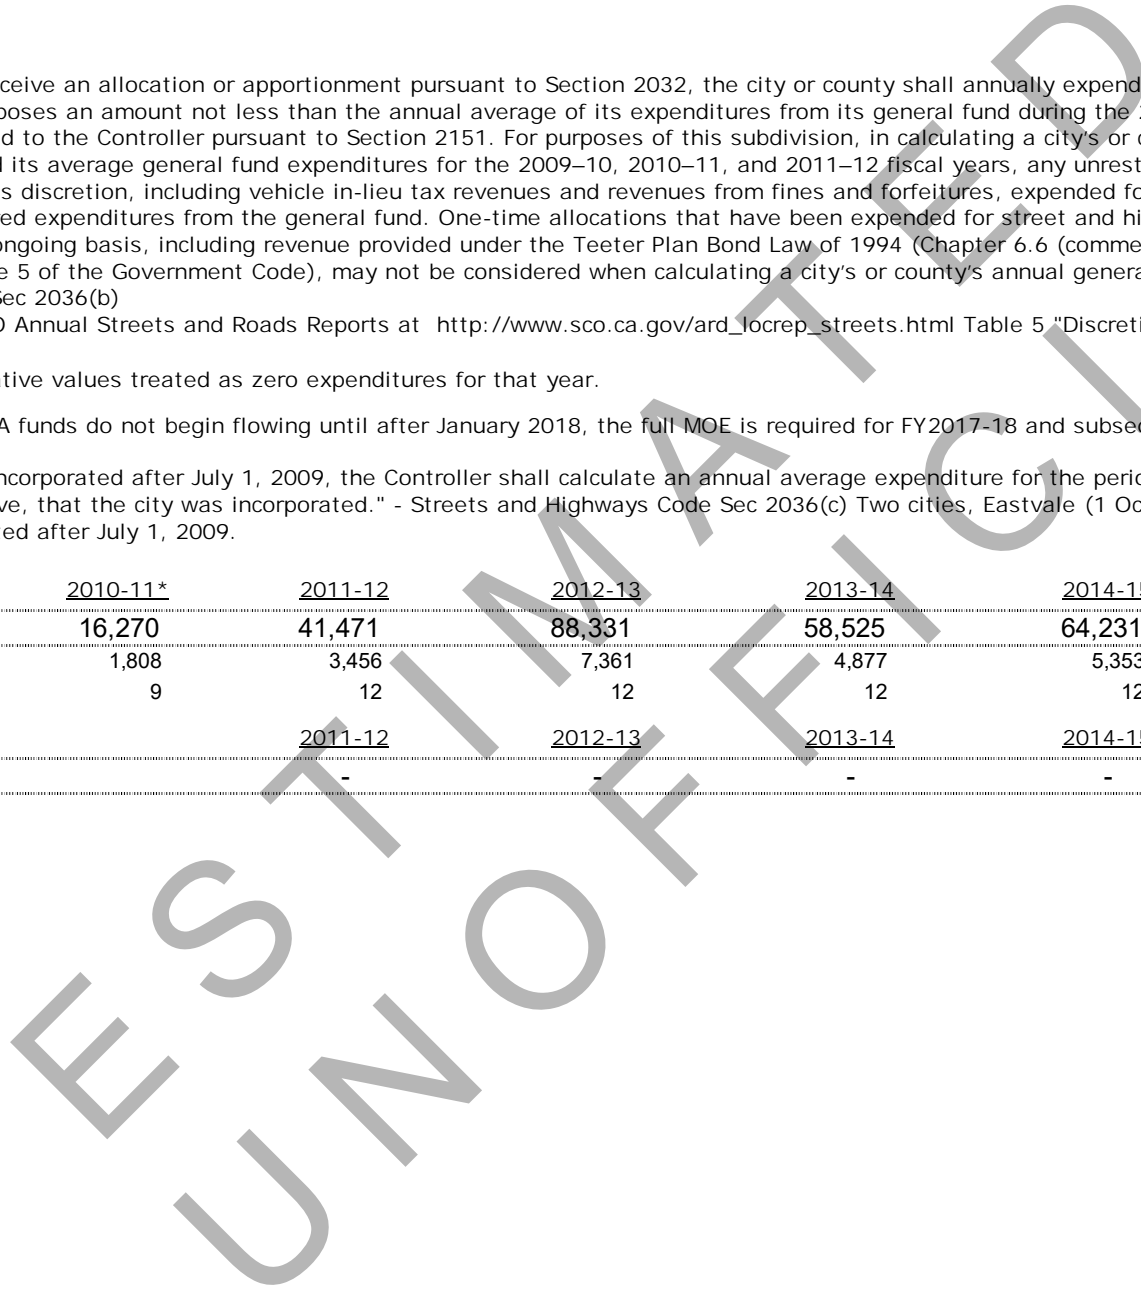 ceive an allocation or apportionment pursuant to Section 2032, the city or county shall annually expend
poses an amount not less than the annual average of its expenditures from its general fund during the
d to the Controller pursuant to Section 2151. For purposes of this subdivision, in calculating a city's or
its average general fund expenditures for the 2009–10, 2010–11, and 2011–12 fiscal years, any unrest
s discretion, including vehicle in-lieu tax revenues and revenues from fines and forfeitures, expended fo
red expenditures from the general fund. One-time allocations that have been expended for street and hi
ongoing basis, including revenue provided under the Teeter Plan Bond Law of 1994 (Chapter 6.6 (comme
e 5 of the Government Code), may not be considered when calculating a city's or county's annual genera
Sec 2036(b)
O Annual Streets and Roads Reports at http://www.sco.ca.gov/ard_locrep_streets.html Table 5 "Discreti
ative values treated as zero expenditures for that year.
A funds do not begin flowing until after January 2018, the full MOE is required for FY2017-18 and subsec
ncorporated after July 1, 2009, the Controller shall calculate an annual average expenditure for the perio
ve, that the city was incorporated." - Streets and Highways Code Sec 2036(c) Two cities, Eastvale (1 Oc
ted after July 1, 2009.
2010-11* 2011-12 2012-13 2013-14 2014-15
16,270 41,471 88,331 58,525 64,231
1,808 3,456 7,361 4,877 5,353
9 12 12 12 12
2011-12 2012-13 2013-14 2014-15
- - - -
ESTIMATED
UNOFFICI